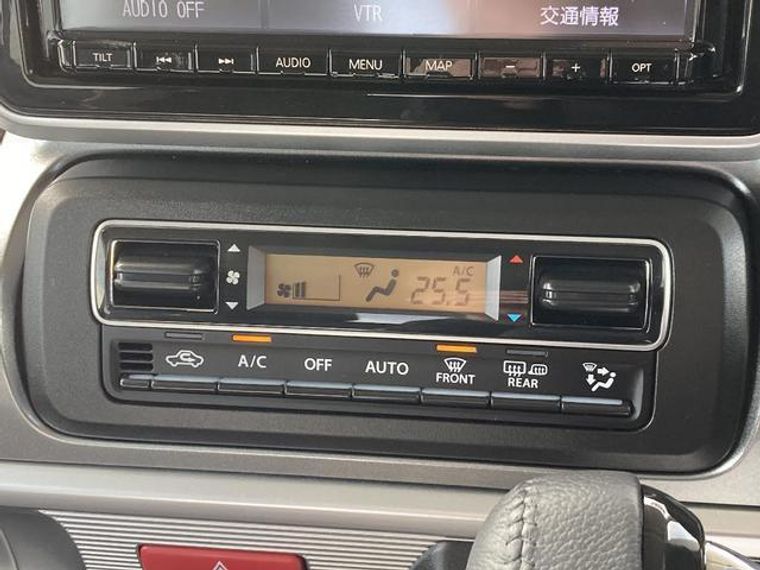 AUDIO OFF VTR 交通情報
TILT AUDIO MENU MAP − + OPT
A/C
25.5
A/C OFF AUTO FRONT REAR